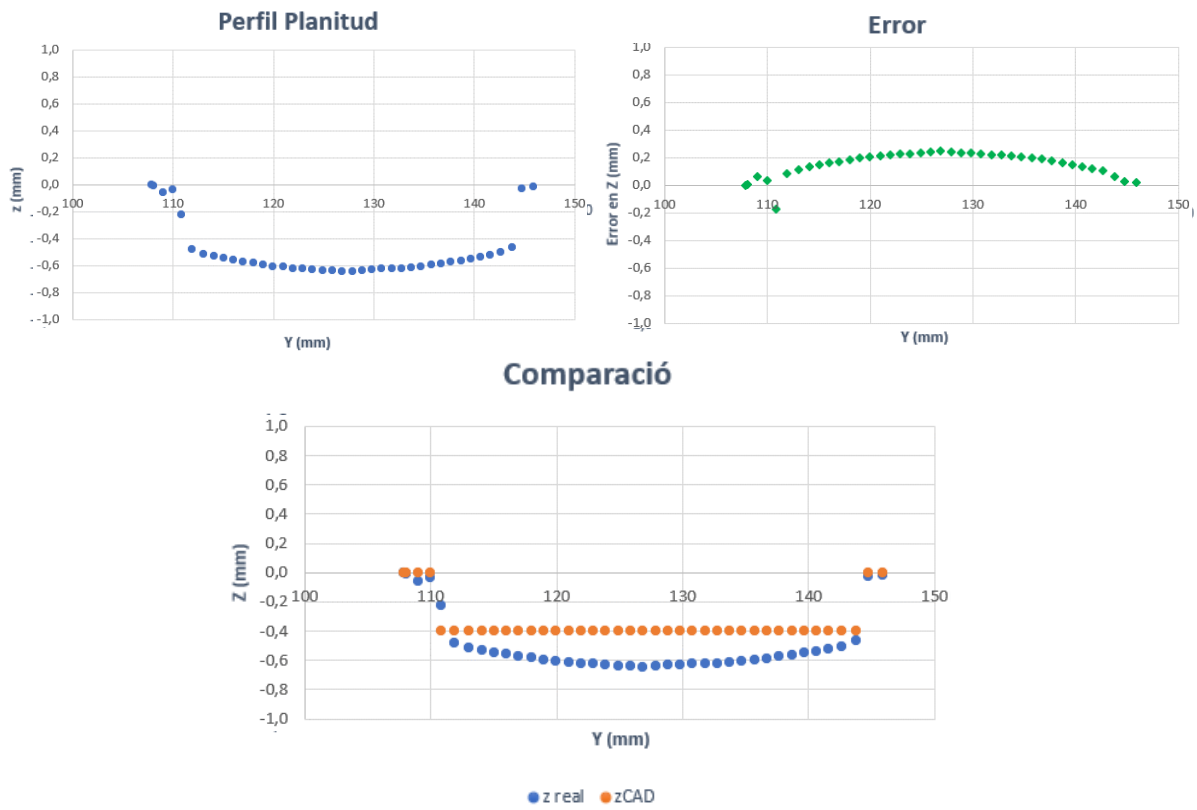 Perfil Planitud
1,0
0,8
0,6
0,4
0,2
0,0
-0,2
-0,4
-0,6
-0,8
-1,0
100 110 120 130 140 150
z (mm)
Y (mm)
Error
1,0
0,8
0,6
0,4
0,2
0,0
-0,2
-0,4
-0,6
-0,8
-1,0
100 110 120 130 140 150
Error en Z (mm)
Y (mm)
Comparació
1,0
0,8
0,6
0,4
0,2
0,0
-0,2
-0,4
-0,6
-0,8
-1,0
100 110 120 130 140 150
Z (mm)
Y (mm)
z real zCAD